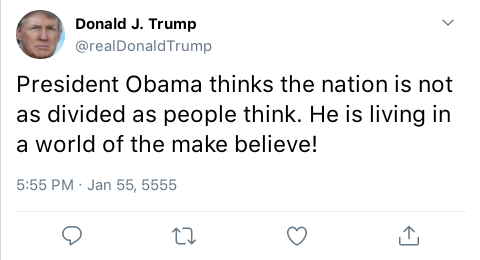 Donald J. Trump
@realDonaldTrump
President Obama thinks the nation is not
as divided as people think. He is living in
a world of the make believe!
5:55 PM · Jan 55, 5555